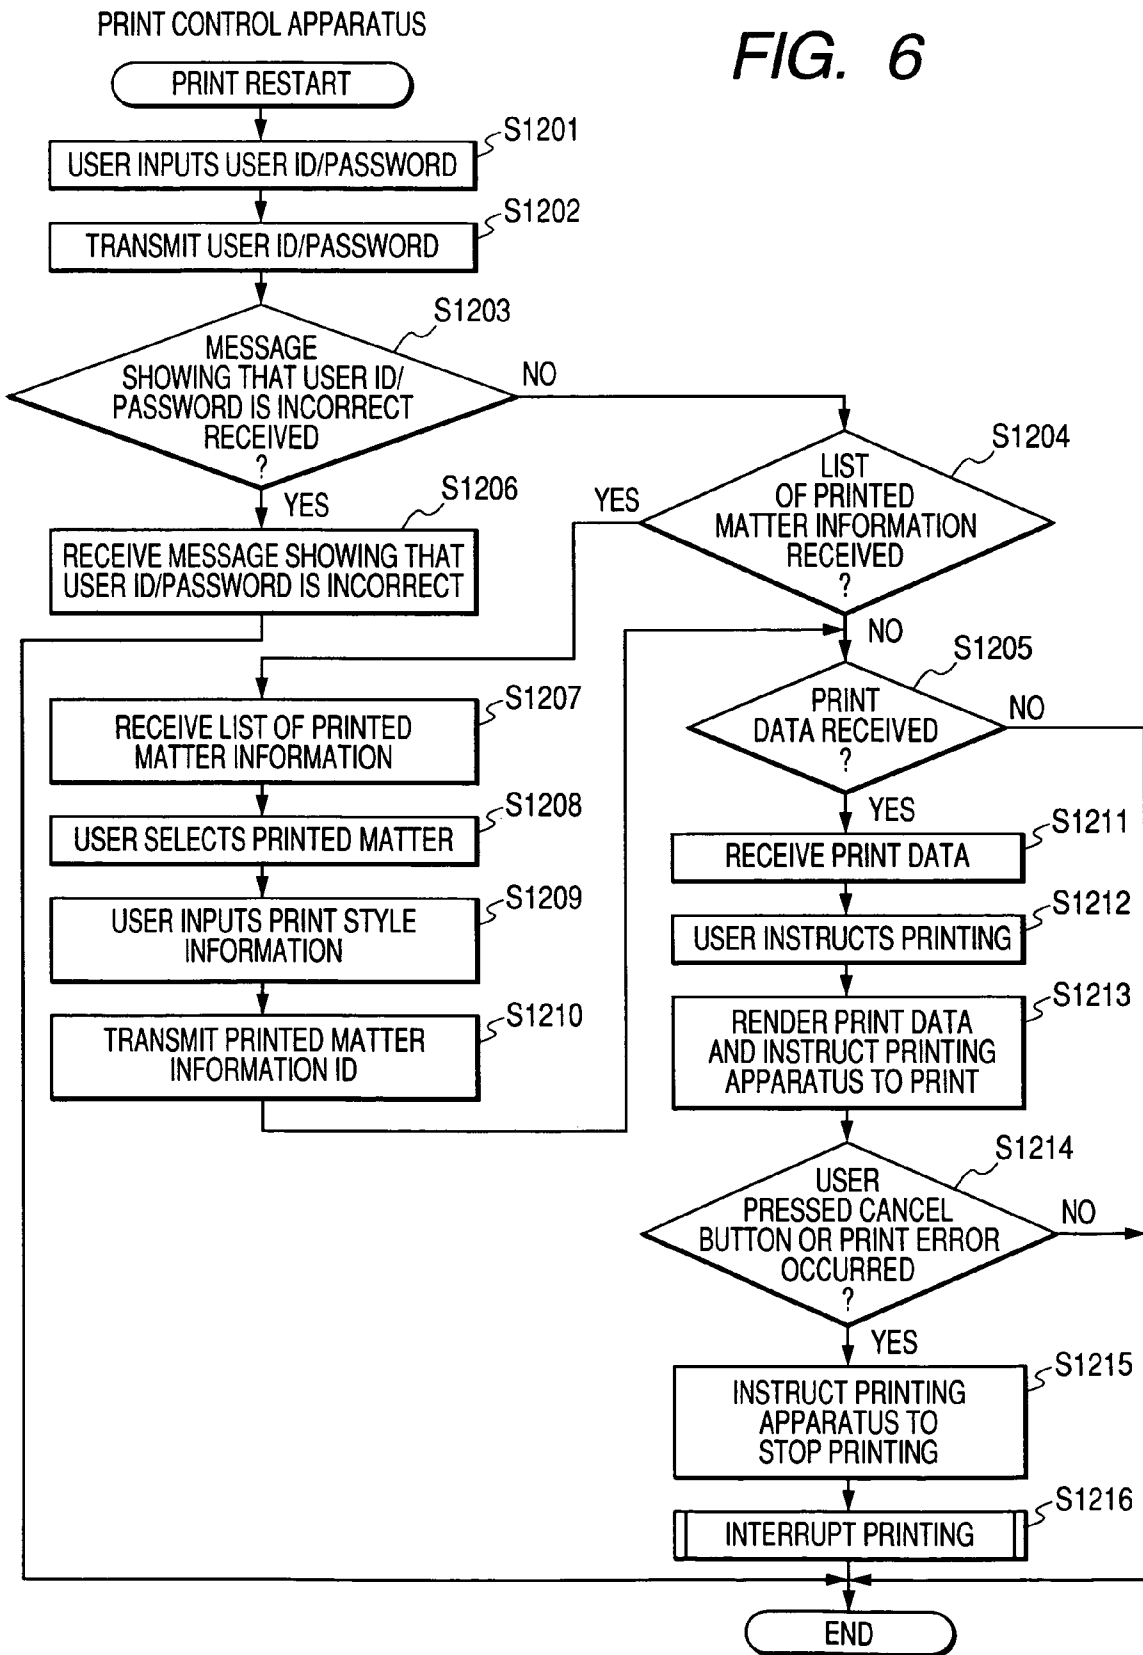 PRINT CONTROL APPARATUS
FIG. 6
PRINT RESTART
S1201
USER INPUTS USER ID/PASSWORD
S1202
TRANSMIT USER ID/PASSWORD
S1203
MESSAGE
SHOWING THAT USER ID/
PASSWORD IS INCORRECT
RECEIVED
?
NO
YES
S1204
LIST
OF PRINTED
MATTER INFORMATION
RECEIVED
?
YES
NO
S1206
RECEIVE MESSAGE SHOWING THAT
USER ID/PASSWORD IS INCORRECT
S1205
PRINT
DATA RECEIVED
?
NO
YES
S1207
RECEIVE LIST OF PRINTED
MATTER INFORMATION
S1208
USER SELECTS PRINTED MATTER
S1209
USER INPUTS PRINT STYLE
INFORMATION
S1210
TRANSMIT PRINTED MATTER
INFORMATION ID
S1211
RECEIVE PRINT DATA
S1212
USER INSTRUCTS PRINTING
S1213
RENDER PRINT DATA
AND INSTRUCT PRINTING
APPARATUS TO PRINT
S1214
USER
PRESSED CANCEL
BUTTON OR PRINT ERROR
OCCURRED
?
NO
YES
S1215
INSTRUCT PRINTING
APPARATUS TO
STOP PRINTING
S1216
INTERRUPT PRINTING
END